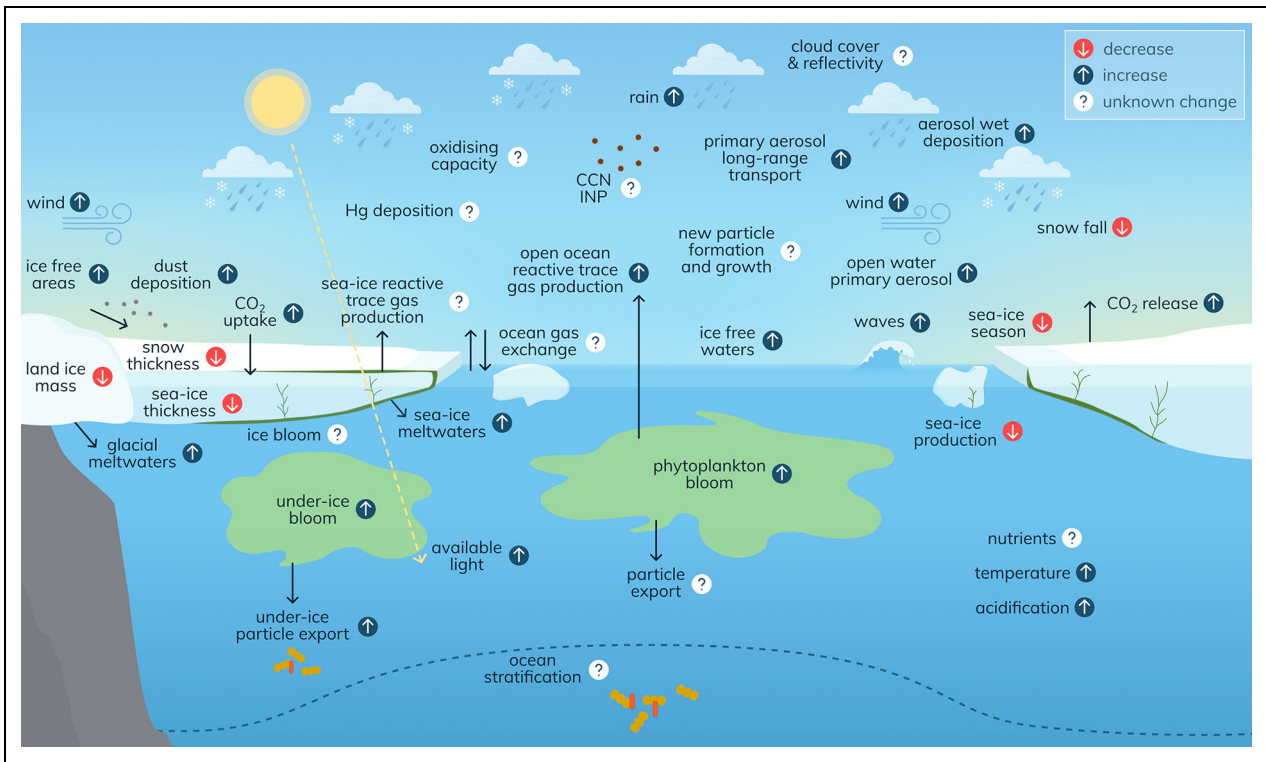 cloud cover
& reflectivity ?
decrease
increase
? unknown change
rain
aerosol wet
deposition
oxidising
capacity ?
primary aerosol
long-range
transport
CCN
INP ?
wind
Hg deposition ?
wind
snow fall
new particle
formation
and growth ?
open ocean
reactive trace
gas production
ice free
areas
dust
deposition
open water
primary aerosol
sea-ice reactive
trace gas
production ?
CO2
uptake
CO2 release
waves
sea-ice
season
ocean gas
exchange ?
ice free
waters
snow
thickness
land ice
mass
sea-ice
thickness
sea-ice
meltwaters
ice bloom ?
sea-ice
production
glacial
meltwaters
phytoplankton
bloom
under-ice
bloom
nutrients ?
available
light
temperature
particle
export ?
acidification
under-ice
particle export
ocean
stratification ?